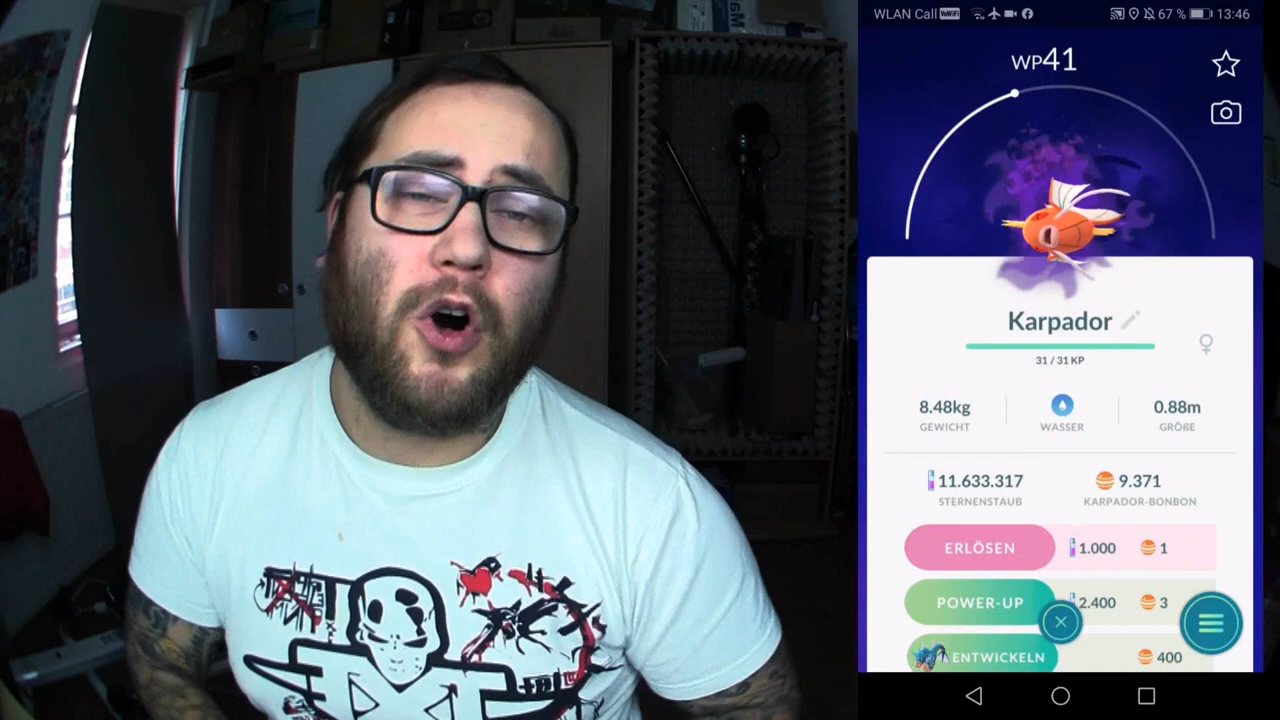 WLAN Call VoWiFi 67 % 13:46
WP41
Karpador
31 / 31 KP
8.48kg
GEWICHT
WASSER
0.88m
GRÖßE
11.633.317
STERNENSTAUB
9.371
KARPADOR-BONBON
ERLÖSEN 1.000 1
POWER-UP 2.400 3
ENTWICKELN 400